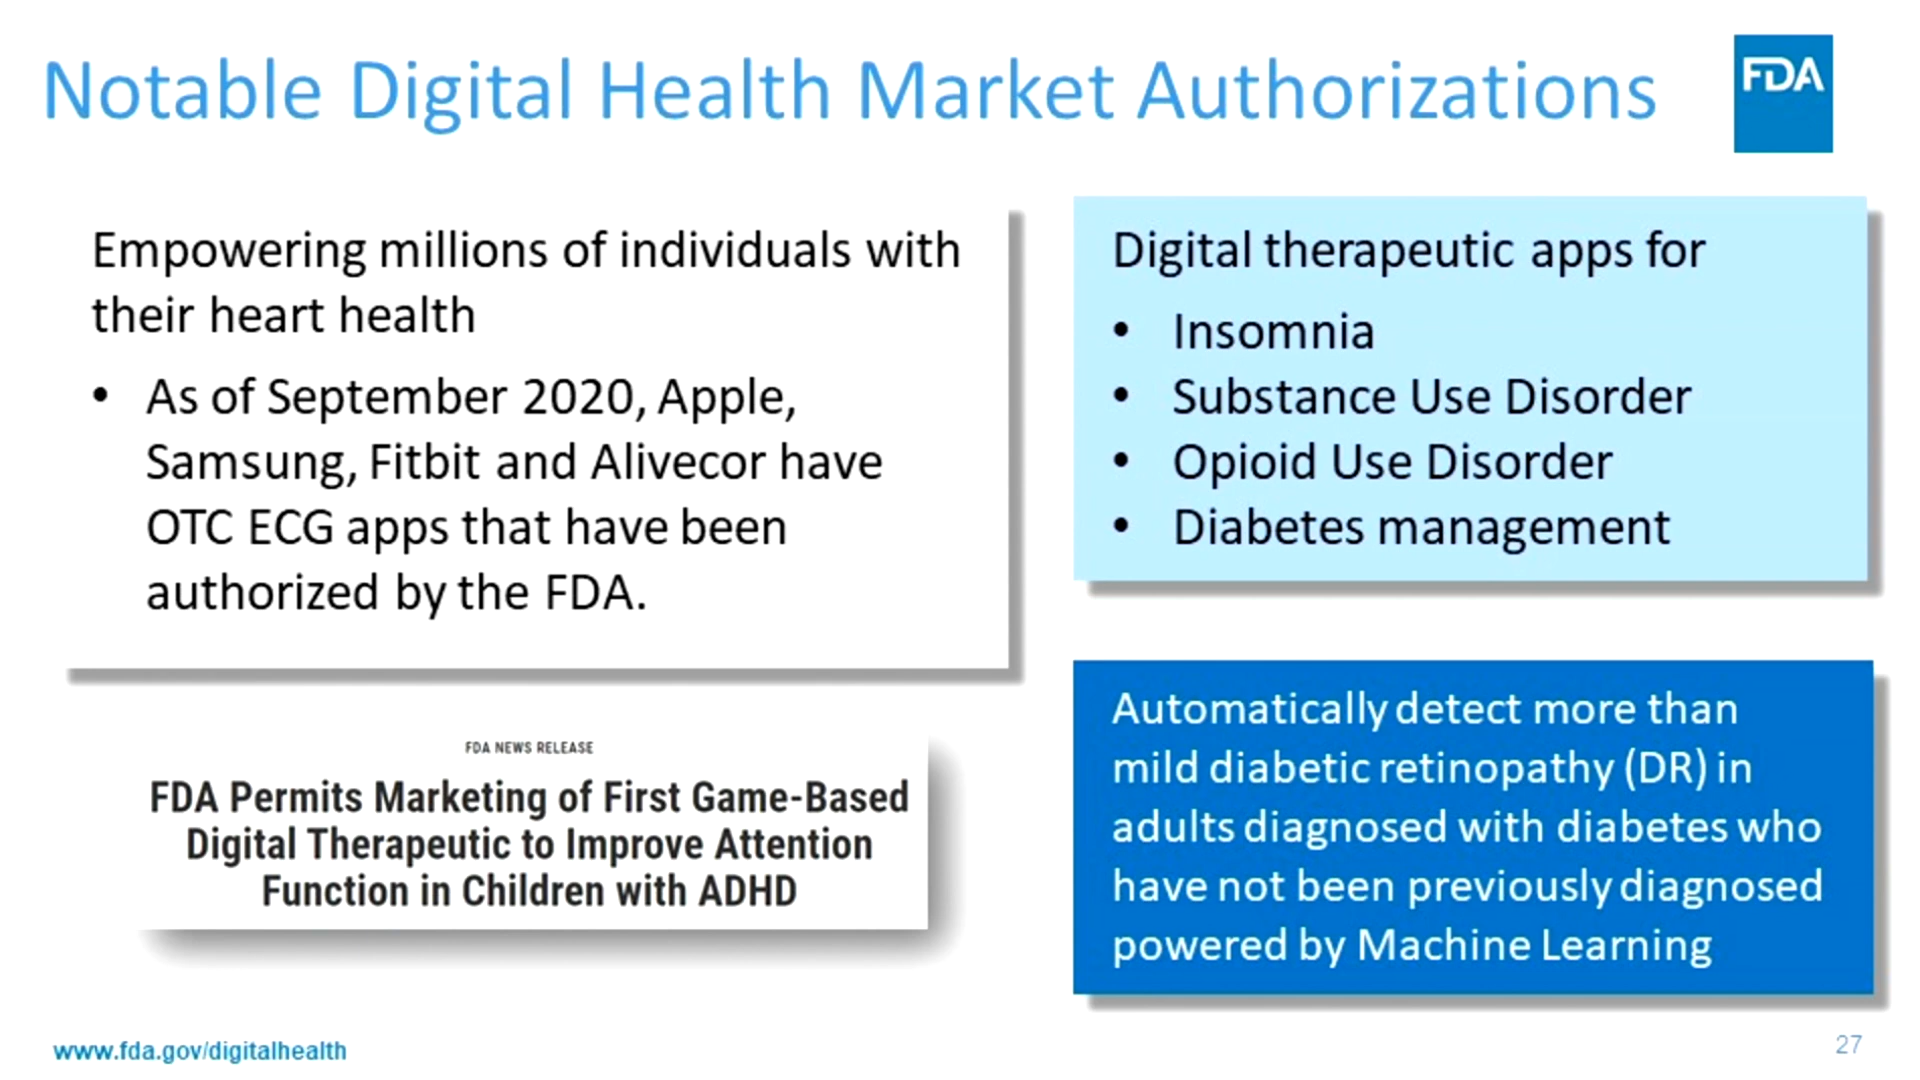 Notable Digital Health Market Authorizations
FDA
Empowering millions of individuals with
their heart health
• As of September 2020, Apple,
Samsung, Fitbit and Alivecor have
OTC ECG apps that have been
authorized by the FDA.
Digital therapeutic apps for
• Insomnia
• Substance Use Disorder
• Opioid Use Disorder
• Diabetes management
FDA NEWS RELEASE
FDA Permits Marketing of First Game-Based
Digital Therapeutic to Improve Attention
Function in Children with ADHD
Automatically detect more than
mild diabetic retinopathy (DR) in
adults diagnosed with diabetes who
have not been previously diagnosed
powered by Machine Learning
www.fda.gov/digitalhealth
27